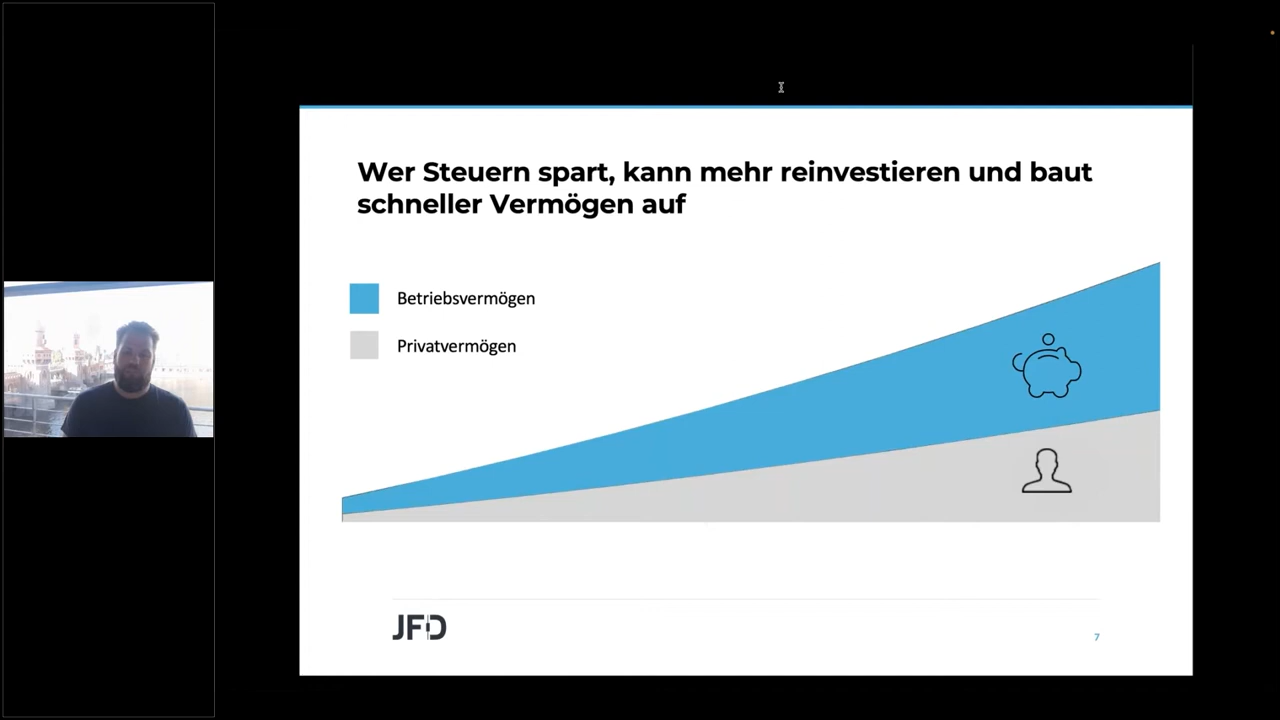 Wer Steuern spart, kann mehr reinvestieren und baut
schneller Vermögen auf
Betriebsvermögen
Privatvermögen
JFD
7